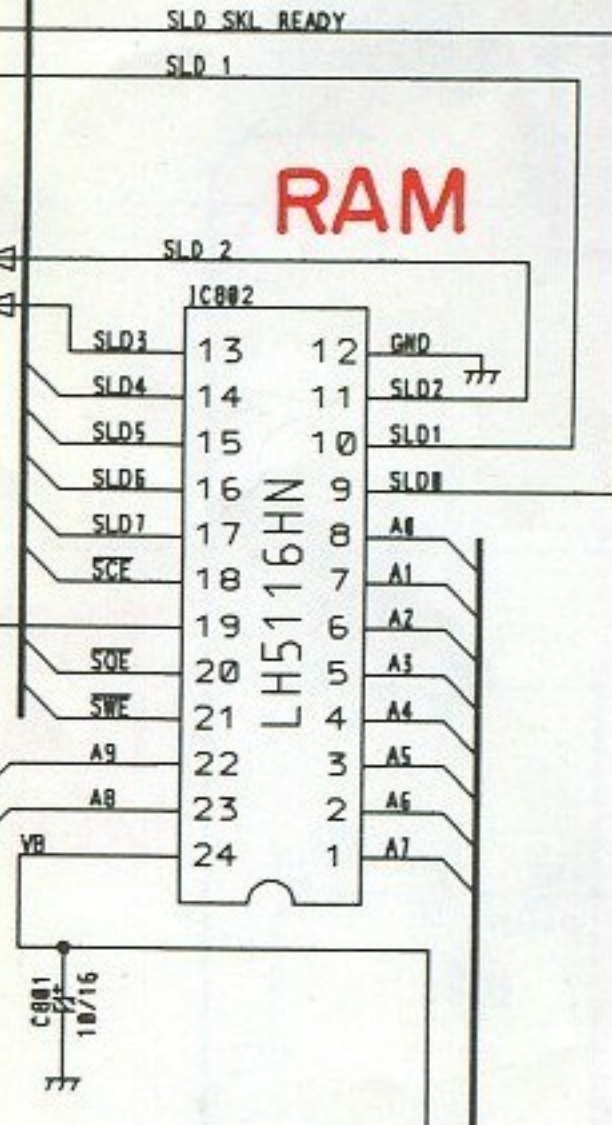 SLD SKL READY
SLD 1
RAM
SLD 2
IC802
SLD3 13 12 GND
SLD4 14 11 SLD2
SLD5 15 10 SLD1
SLD6 16 9 SLD0
SLD7 17 8 A0
SCE 18 7 A1
19 6 A2
SOE 20 5 A3
SWE 21 4 A4
A9 22 3 A5
A8 23 2 A6
VB 24 1 A7
LH5116HN
C801
+
10/16